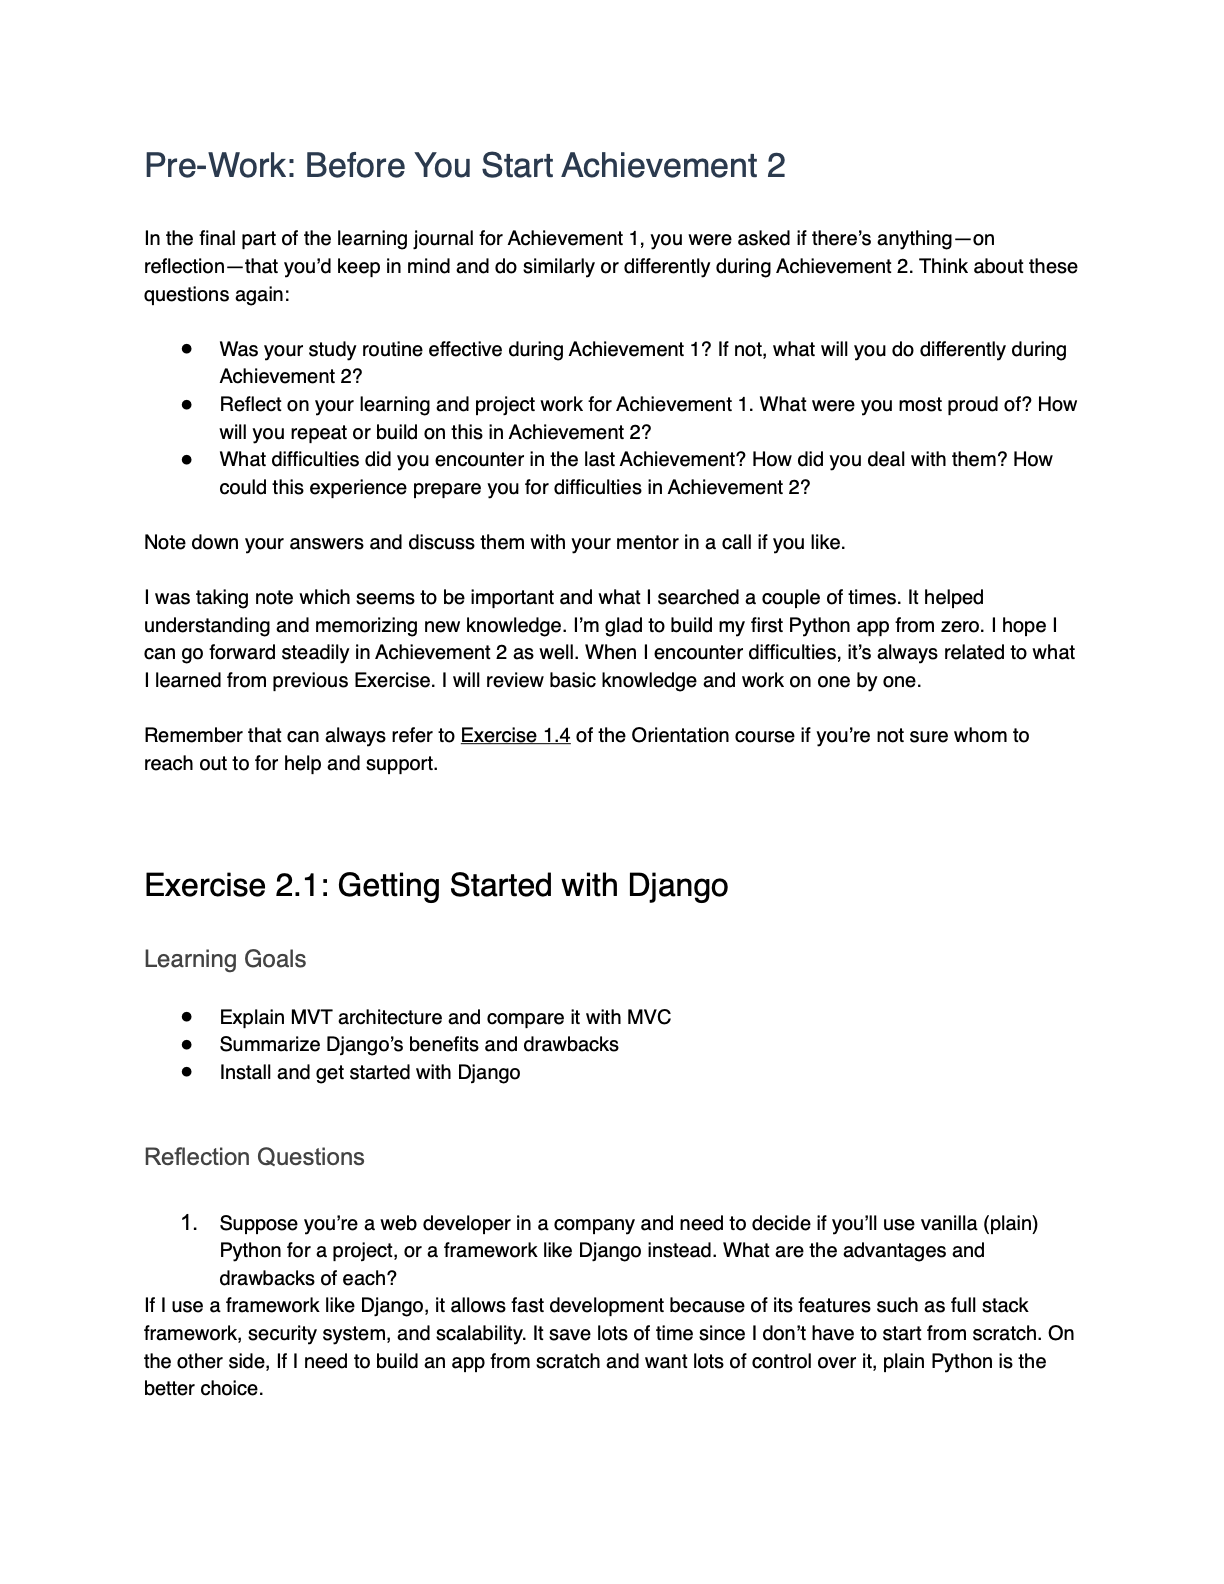 Pre-Work: Before You Start Achievement 2
In the final part of the learning journal for Achievement 1, you were asked if there’s anything—on
reflection—that you’d keep in mind and do similarly or differently during Achievement 2. Think about these
questions again:
● Was your study routine effective during Achievement 1? If not, what will you do differently during
Achievement 2?
● Reflect on your learning and project work for Achievement 1. What were you most proud of? How
will you repeat or build on this in Achievement 2?
● What difficulties did you encounter in the last Achievement? How did you deal with them? How
could this experience prepare you for difficulties in Achievement 2?
Note down your answers and discuss them with your mentor in a call if you like.
I was taking note which seems to be important and what I searched a couple of times. It helped
understanding and memorizing new knowledge. I’m glad to build my first Python app from zero. I hope I
can go forward steadily in Achievement 2 as well. When I encounter difficulties, it’s always related to what
I learned from previous Exercise. I will review basic knowledge and work on one by one.
Remember that can always refer to Exercise 1.4 of the Orientation course if you’re not sure whom to
reach out to for help and support.
Exercise 2.1: Getting Started with Django
Learning Goals
● Explain MVT architecture and compare it with MVC
● Summarize Django’s benefits and drawbacks
● Install and get started with Django
Reflection Questions
1. Suppose you’re a web developer in a company and need to decide if you’ll use vanilla (plain)
Python for a project, or a framework like Django instead. What are the advantages and
drawbacks of each?
If I use a framework like Django, it allows fast development because of its features such as full stack
framework, security system, and scalability. It save lots of time since I don’t have to start from scratch. On
the other side, If I need to build an app from scratch and want lots of control over it, plain Python is the
better choice.